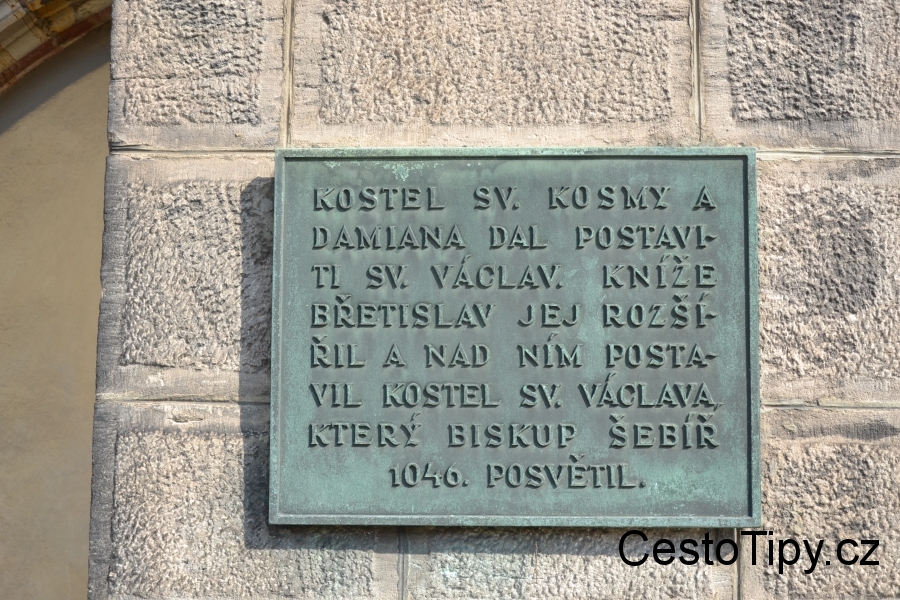 KOSTEL SV. KOSMY A
DAMIANA DAL POSTAVI-
TI SV. VÁCLAV. KNÍŽE
BŘETISLAV JEJ ROZŠÍ-
ŘIL A NAD NÍM POSTA-
VIL KOSTEL SV. VÁCLAVA,
KTERÝ BISKUP ŠEBÍŘ
1046. POSVĚTIL.
CestoTipy.cz